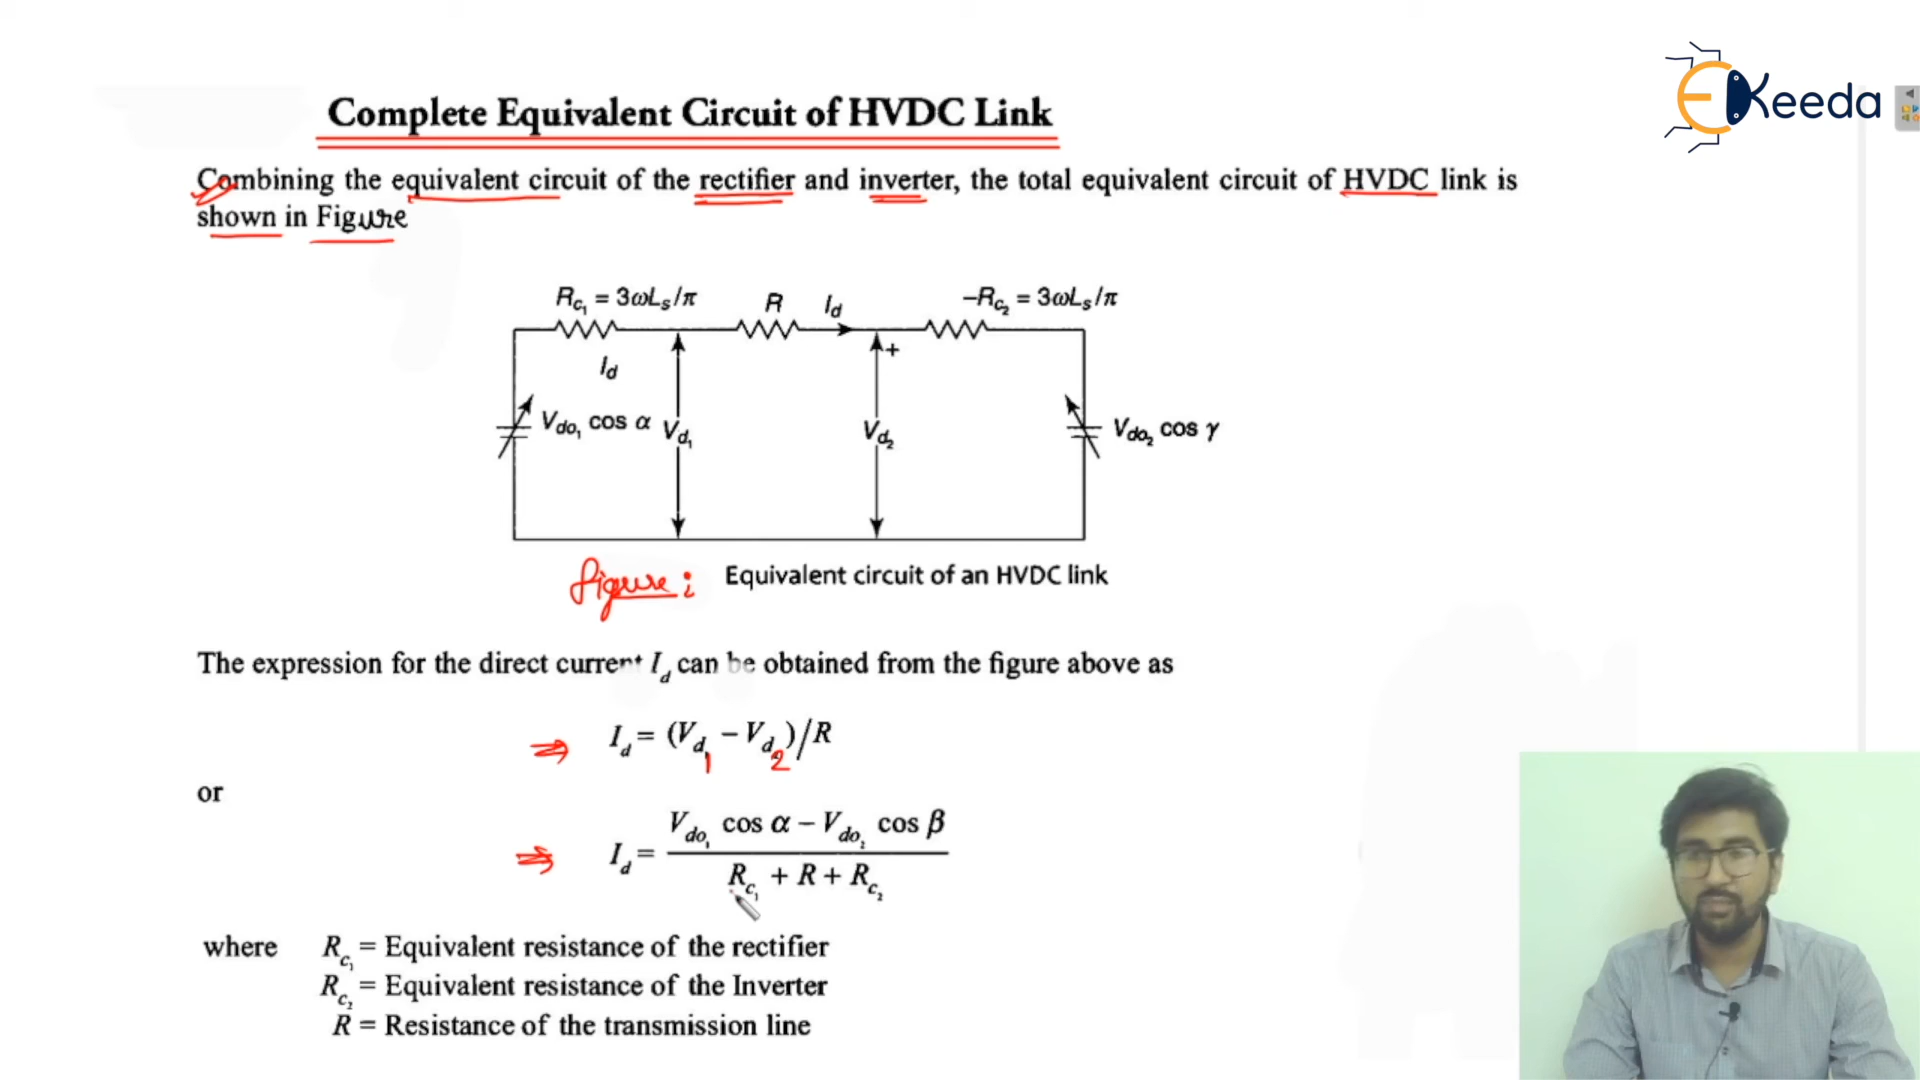 EKeeda
Complete Equivalent Circuit of HVDC Link
Combining the equivalent circuit of the rectifier and inverter, the total equivalent circuit of HVDC link is
shown in Figure
Rc₁ = 3ωLs/π R Id –Rc₂ = 3ωLs/π
Id +
Vdo₁ cos α Vd₁ Vd₂ Vdo₂ cos γ
figure: Equivalent circuit of an HVDC link
The expression for the direct current Id can be obtained from the figure above as
⇒ Id = (Vd₁ – Vd₂)/R
or
⇒ Id = Vdo₁ cos α – Vdo₂ cos β
Rc₁ + R + Rc₂
where Rc₁ = Equivalent resistance of the rectifier
Rc₂ = Equivalent resistance of the Inverter
R = Resistance of the transmission line